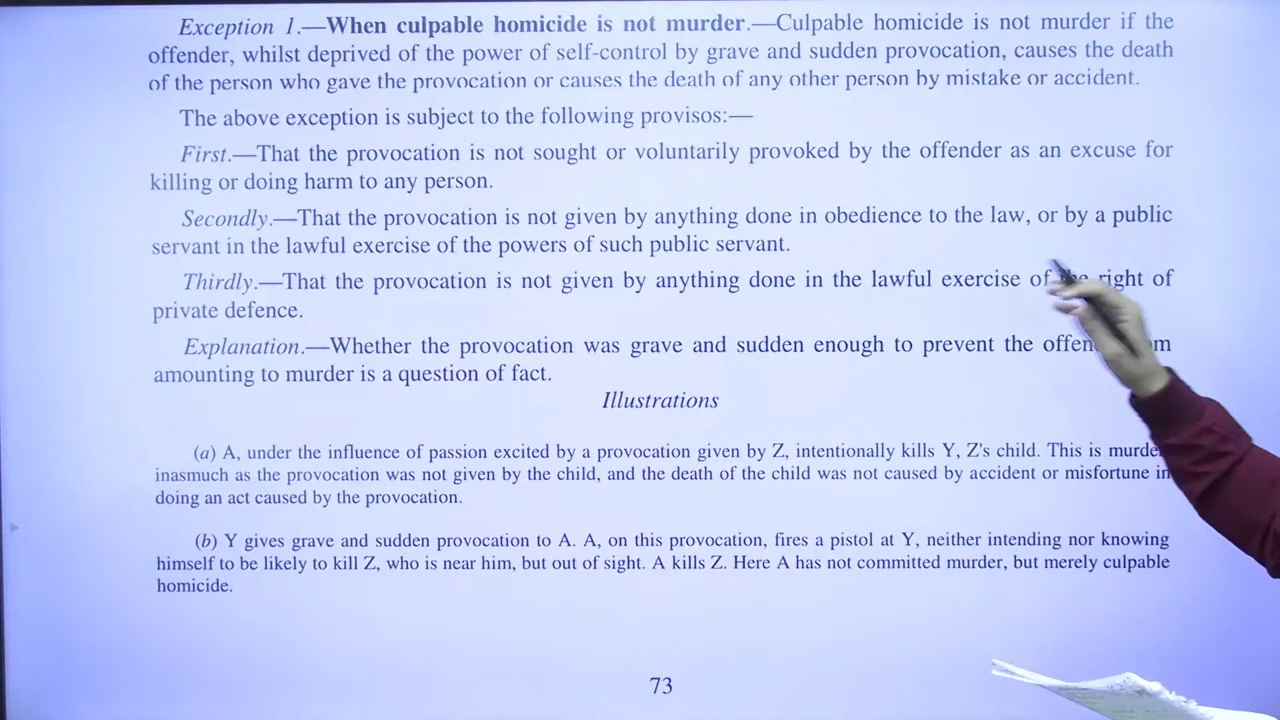 Exception 1.—When culpable homicide is not murder.—Culpable homicide is not murder if the
offender, whilst deprived of the power of self-control by grave and sudden provocation, causes the death
of the person who gave the provocation or causes the death of any other person by mistake or accident.
The above exception is subject to the following provisos:—
First.—That the provocation is not sought or voluntarily provoked by the offender as an excuse for
killing or doing harm to any person.
Secondly.—That the provocation is not given by anything done in obedience to the law, or by a public
servant in the lawful exercise of the powers of such public servant.
Thirdly.—That the provocation is not given by anything done in the lawful exercise of the right of
private defence.
Explanation.—Whether the provocation was grave and sudden enough to prevent the
amounting to murder is a question of fact.
Illustrations
(a) A, under the influence of passion excited by a provocation given by Z, intentionally kills Y, Z's child. This is murder
inasmuch as the provocation was not given by the child, and the death of the child was not caused by accident or misfortune in
doing an act caused by the provocation.
(b) Y gives grave and sudden provocation to A. A, on this provocation, fires a pistol at Y, neither intending nor knowing
himself to be likely to kill Z, who is near him, but out of sight. A kills Z. Here A has not committed murder, but merely culpable
homicide.
73